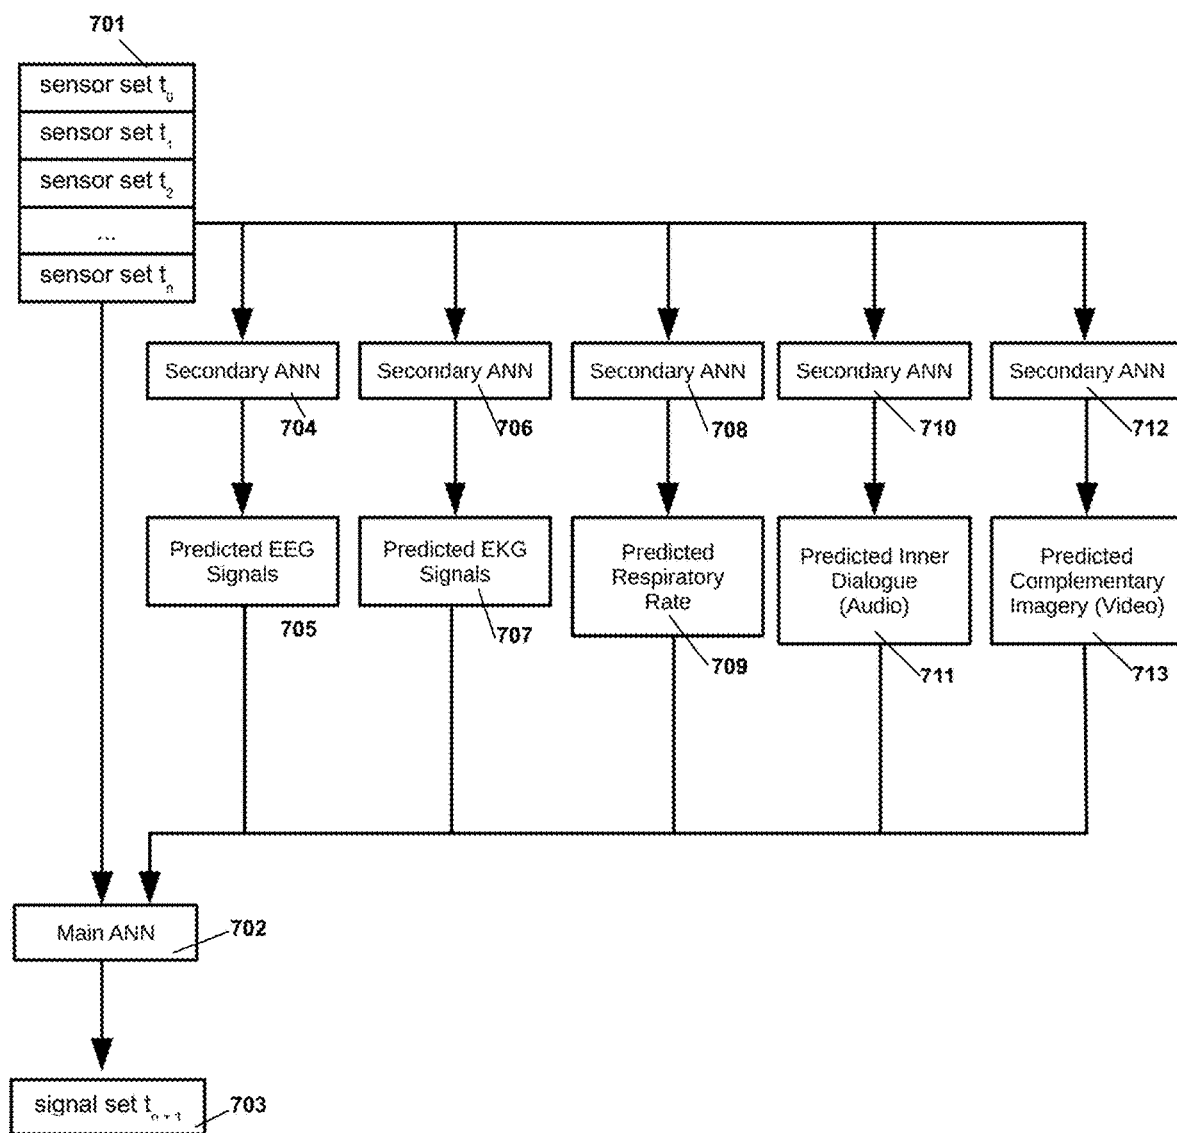 701
sensor set t₀
sensor set t₁
sensor set t₂
...
sensor set tₙ
Secondary ANN
Secondary ANN
Secondary ANN
Secondary ANN
Secondary ANN
704
706
708
710
712
Predicted EEG
Signals
Predicted EKG
Signals
Predicted
Respiratory
Rate
Predicted Inner
Dialogue
(Audio)
Predicted
Complementary
Imagery (Video)
705
707
709
711
713
Main ANN
702
signal set tₙ₊₁
703